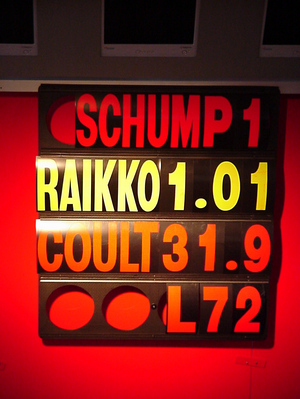 SCHUMP 1
RAIKKO 1.01
COULT 31.9
L72